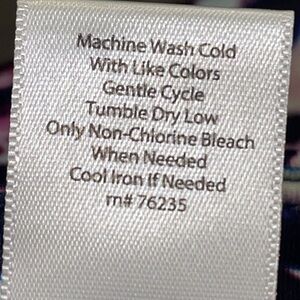 Machine Wash Cold
With Like Colors
Gentle Cycle
Tumble Dry Low
Only Non-Chlorine Bleach
When Needed
Cool Iron If Needed
rn# 76235